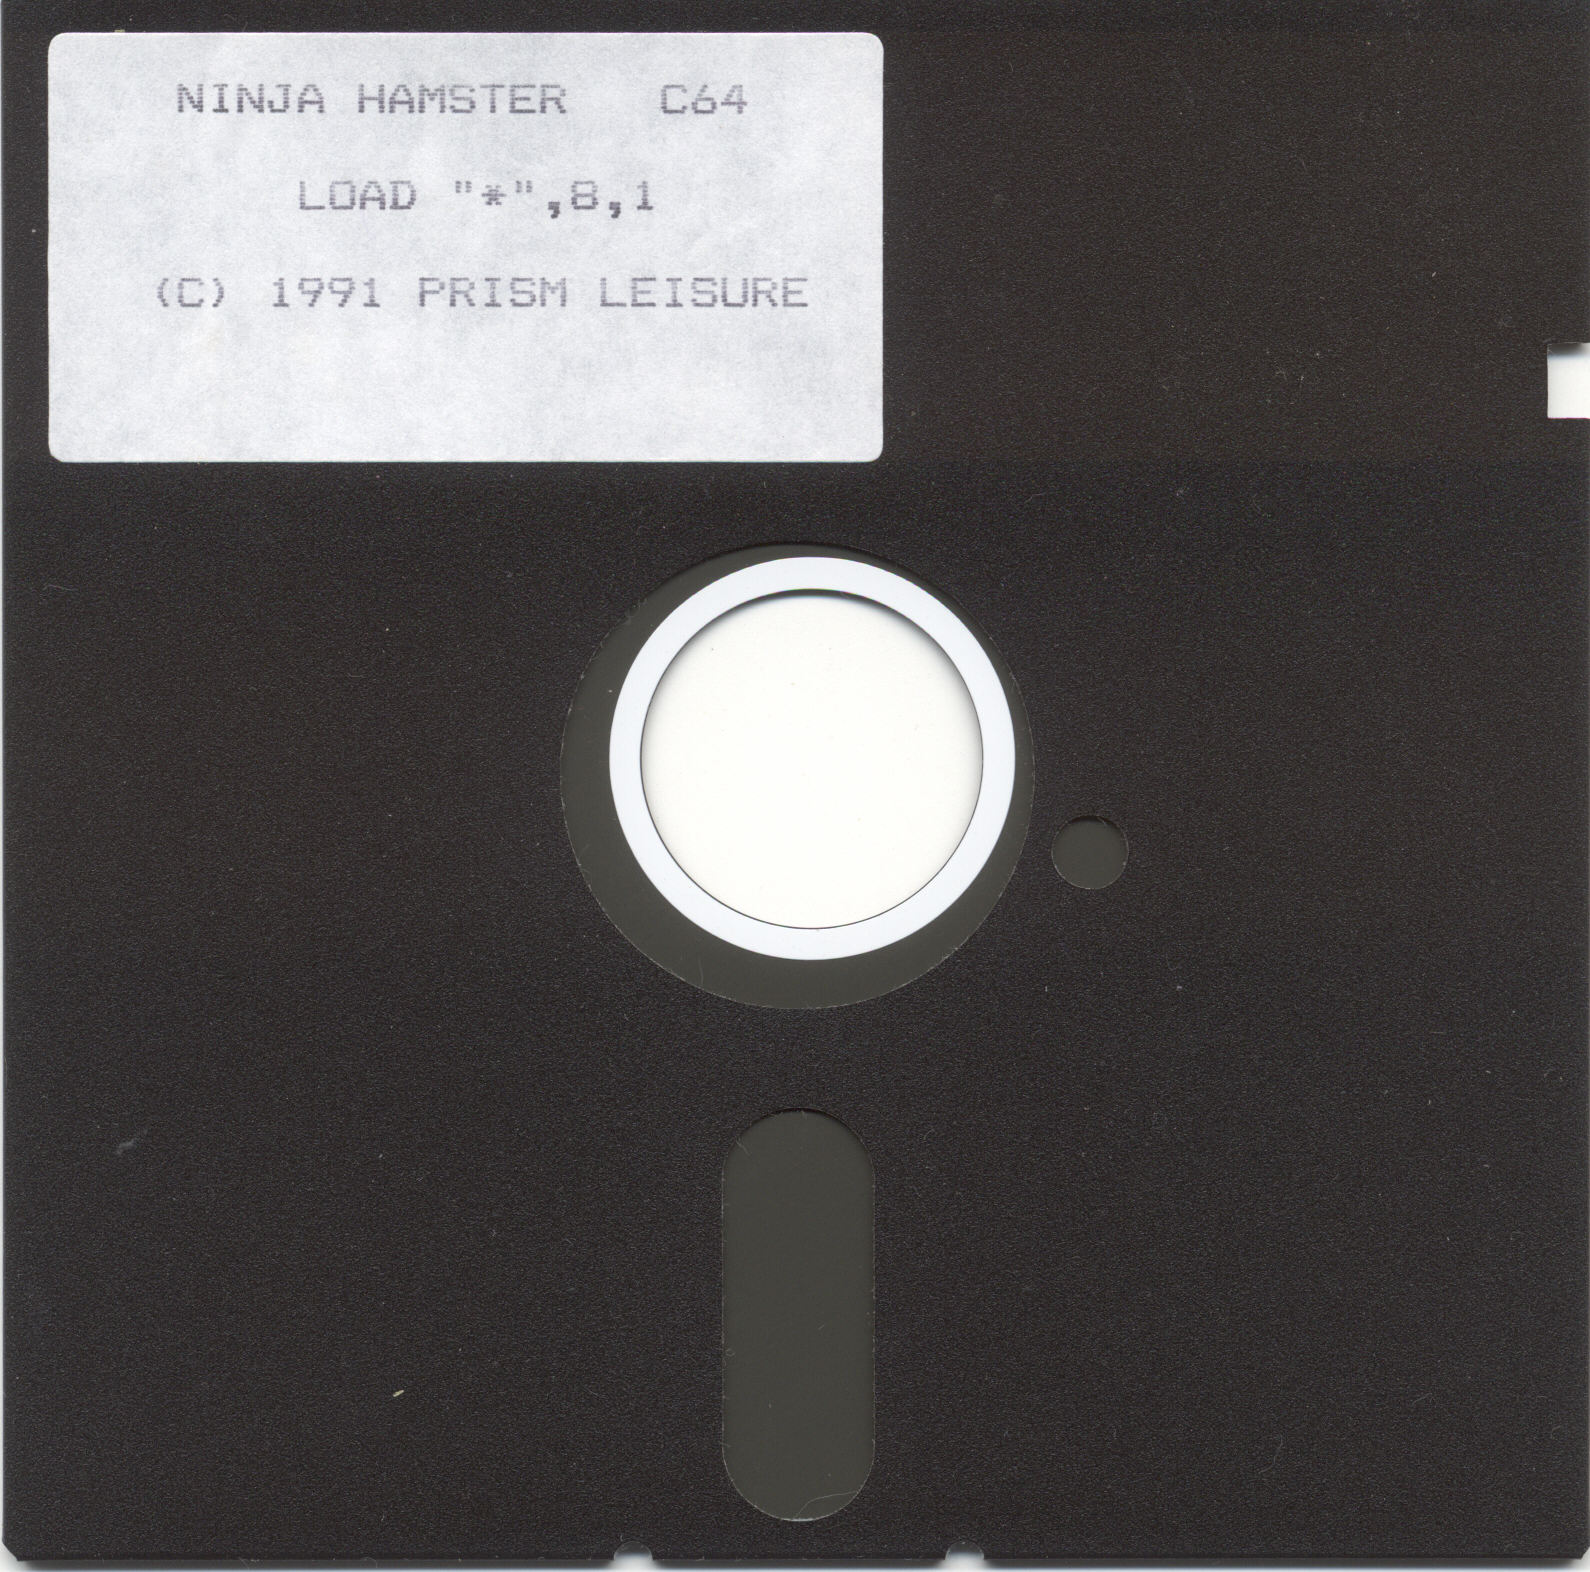 NINJA HAMSTER C64
LOAD "*",8,1
(C) 1991 PRISM LEISURE